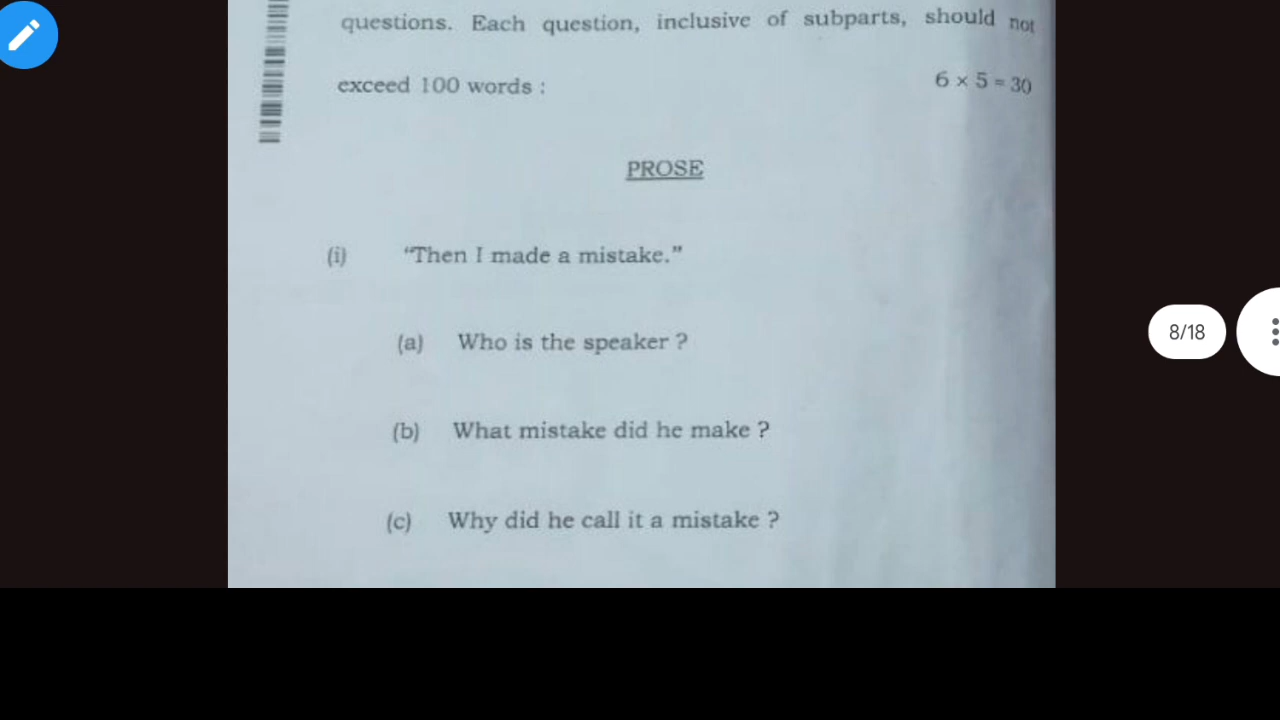 questions. Each question, inclusive of subparts, should not
exceed 100 words :
6 × 5 = 30
PROSE
(i) “Then I made a mistake.”
(a) Who is the speaker ?
(b) What mistake did he make ?
(c) Why did he call it a mistake ?
8/18